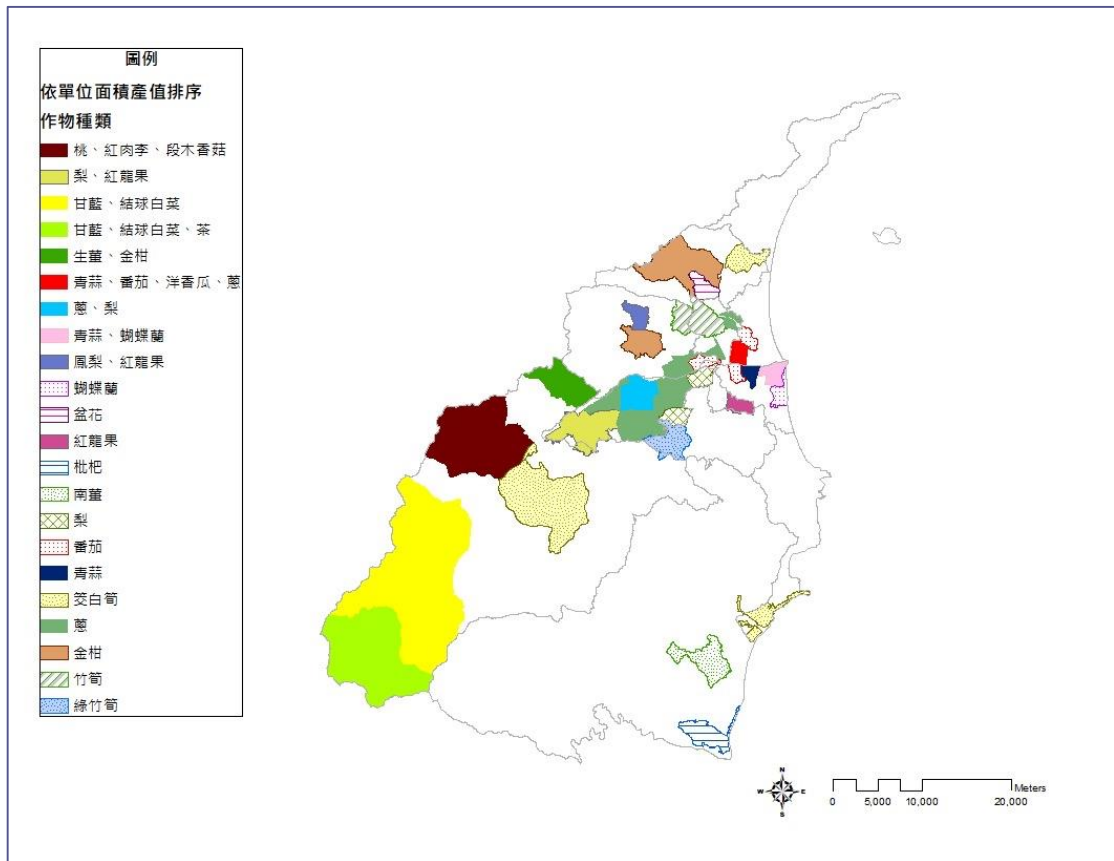 圖例
依單位面積產值排序
作物種類
桃、紅肉李、段木香菇
梨、紅龍果
甘藍、結球白菜
甘藍、結球白菜、茶
生薑、金柑
青蒜、番茄、洋香瓜、蔥
蔥、梨
青蒜、蝴蝶蘭
鳳梨、紅龍果
蝴蝶蘭
盆花
紅龍果
枇杷
南薑
梨
番茄
青蒜
筊白筍
蔥
金柑
竹筍
綠竹筍
N
W E
S
Meters
0 5,000 10,000 20,000